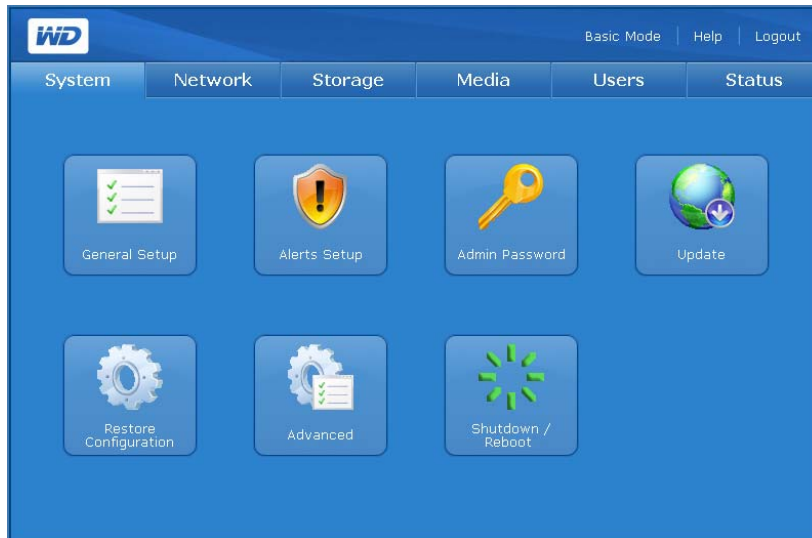 WD
Basic Mode | Help | Logout
System Network Storage Media Users Status
General Setup Alerts Setup Admin Password Update
Restore
Configuration
Advanced
Shutdown /
Reboot